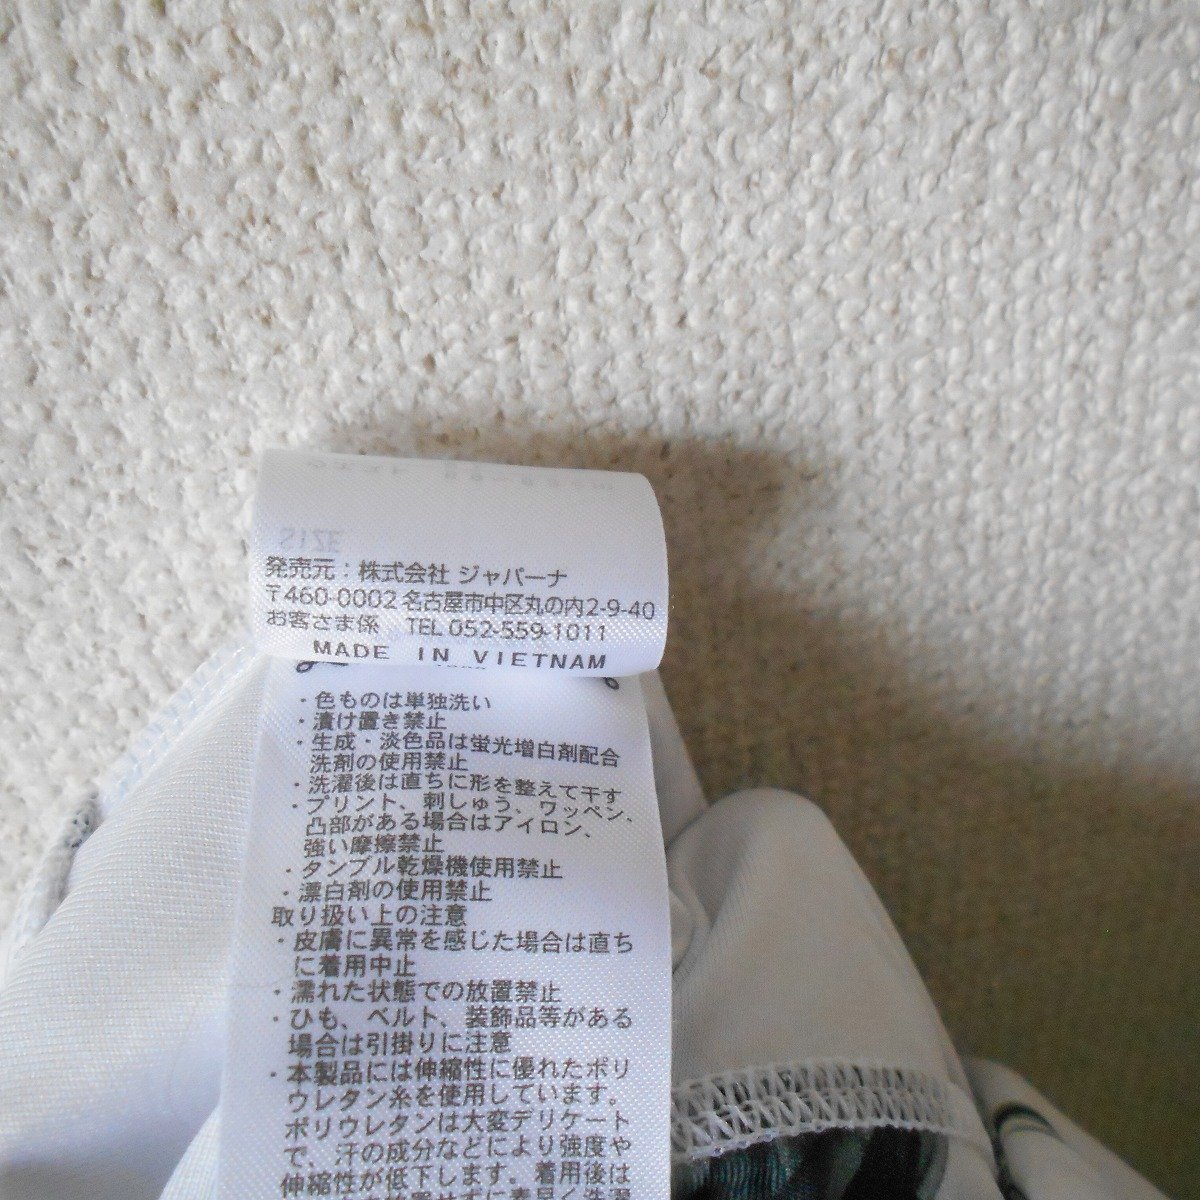 SIZE
発売元：株式会社 ジャパーナ
〒460-0002 名古屋市中区丸の内2-9-40
お客さま係 TEL 052-559-1011
MADE IN VIETNAM
・色ものは単独洗い
・漬け置き禁止
・生成・淡色品は蛍光増白剤配合
洗剤の使用禁止
・洗濯後は直ちに形を整えて干す
・プリント、刺しゅう、ワッペン、
凸部がある場合はアイロン、
強い摩擦禁止
・タンブル乾燥機使用禁止
・漂白剤の使用禁止
取り扱い上の注意
・皮膚に異常を感じた場合は直ち
に着用中止
・濡れた状態での放置禁止
・ひも、ベルト、装飾品等がある
場合は引掛りに注意
・本製品には伸縮性に優れたポリ
ウレタン糸を使用しています。
ポリウレタンは大変デリケート
で、汗の成分などにより強度や
伸縮性が低下します。着用後は